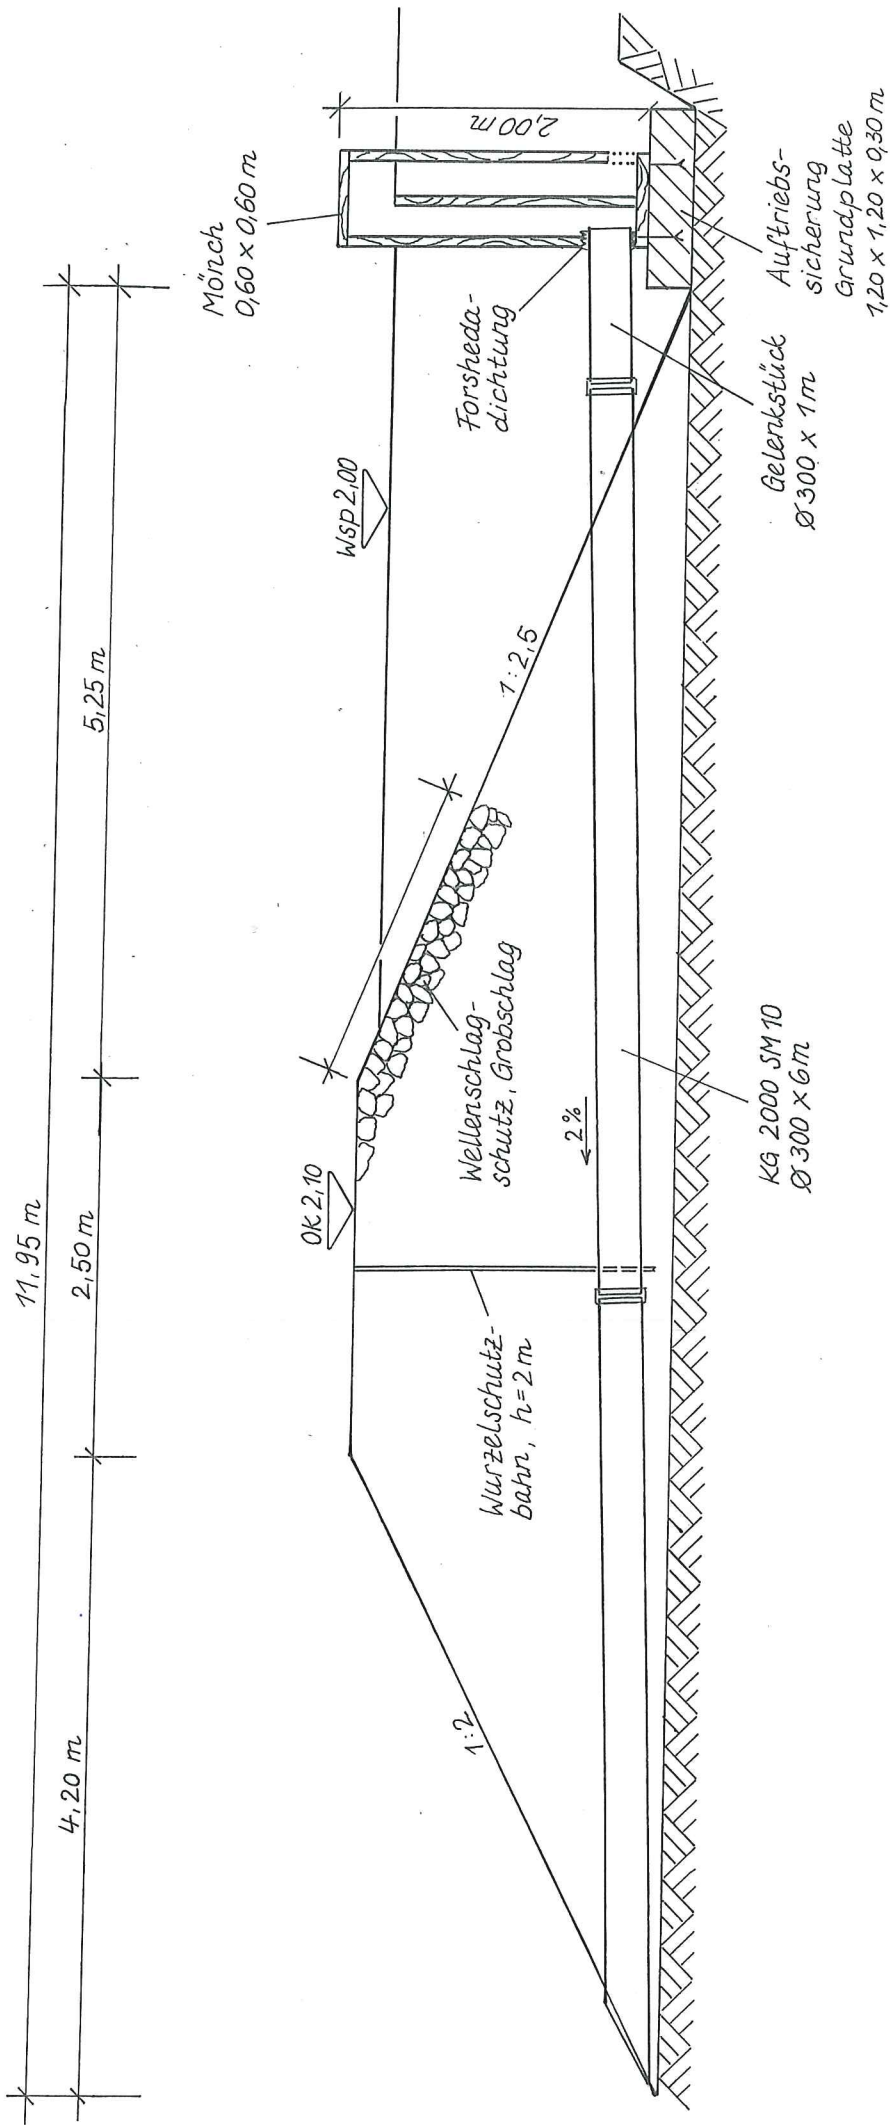 11,95 m
4,20 m
2,50 m
5,25 m
Mönch
0,60 x 0,60 m
OK 2,10
Wsp 2,00
2,00 m
1:2
Wurzelschutz-
bahn, h=2m
Wellenschlag-
schutz, Grobschlag
1:2,5
Forsheda-
dichtung
2%
KG 2000 SM 10
Ø 300 x 6m
Gelenkstück
Ø 300 x 1m
Auftriebs-
sicherung
Grundplatte
1,20 x 1,20 x 0,30 m